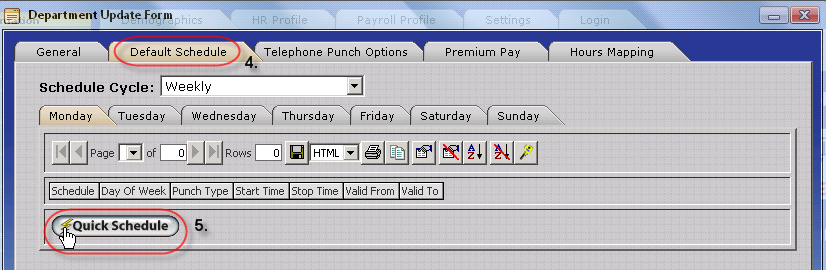 Department Update Form
Demographics HR Profile Payroll Profile Settings Login
General Default Schedule Telephone Punch Options Premium Pay Hours Mapping
4.
Schedule Cycle: Weekly
Monday Tuesday Wednesday Thursday Friday Saturday Sunday
Page of 0 Rows 0 HTML
Schedule Day Of Week Punch Type Start Time Stop Time Valid From Valid To
Quick Schedule 5.